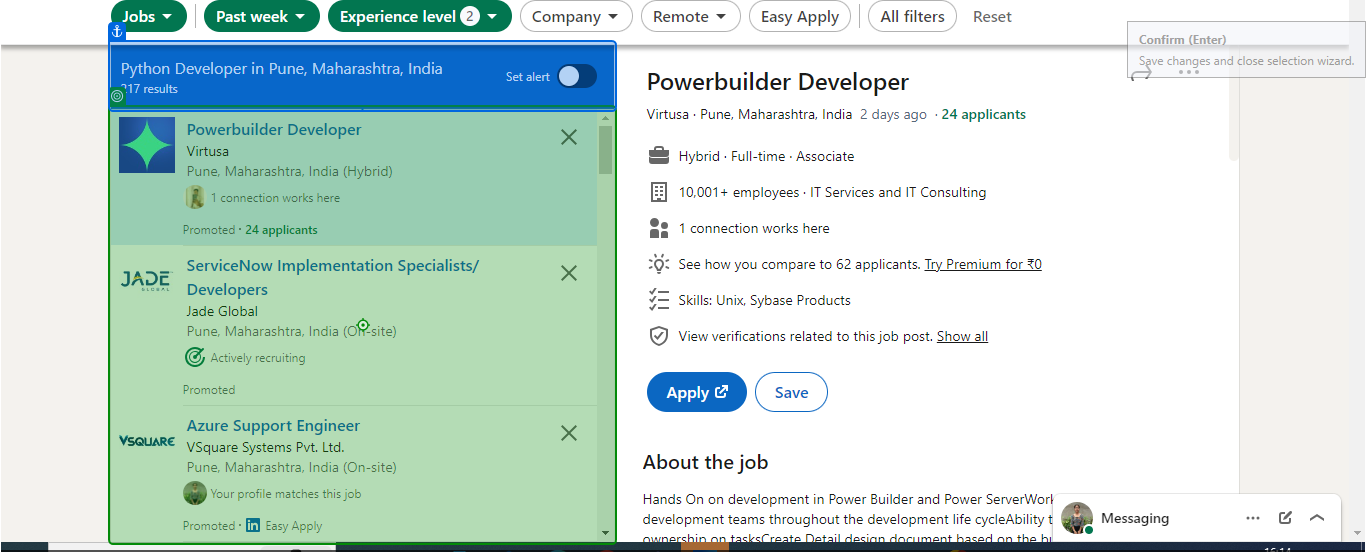 Jobs
Past week
Experience level 2
Company
Remote
Easy Apply
All filters
Reset
Confirm (Enter)
Save changes and close selection wizard.
Python Developer in Pune, Maharashtra, India
217 results
Set alert
Powerbuilder Developer
Virtusa
Pune, Maharashtra, India (Hybrid)
1 connection works here
Promoted · 24 applicants
JADE
GLOBAL
ServiceNow Implementation Specialists/
Developers
Jade Global
Pune, Maharashtra, India (On-site)
Actively recruiting
Promoted
VSQUARE
Azure Support Engineer
VSquare Systems Pvt. Ltd.
Pune, Maharashtra, India (On-site)
Your profile matches this job
Promoted · in Easy Apply
Powerbuilder Developer
Virtusa · Pune, Maharashtra, India 2 days ago · 24 applicants
Hybrid · Full-time · Associate
10,001+ employees · IT Services and IT Consulting
1 connection works here
See how you compare to 62 applicants. Try Premium for ₹0
Skills: Unix, Sybase Products
View verifications related to this job post. Show all
Apply
Save
About the job
Hands On on development in Power Builder and Power ServerWork
development teams throughout the development life cycleAbility
ownership on tasksCreate Detail design document based on the
Messaging